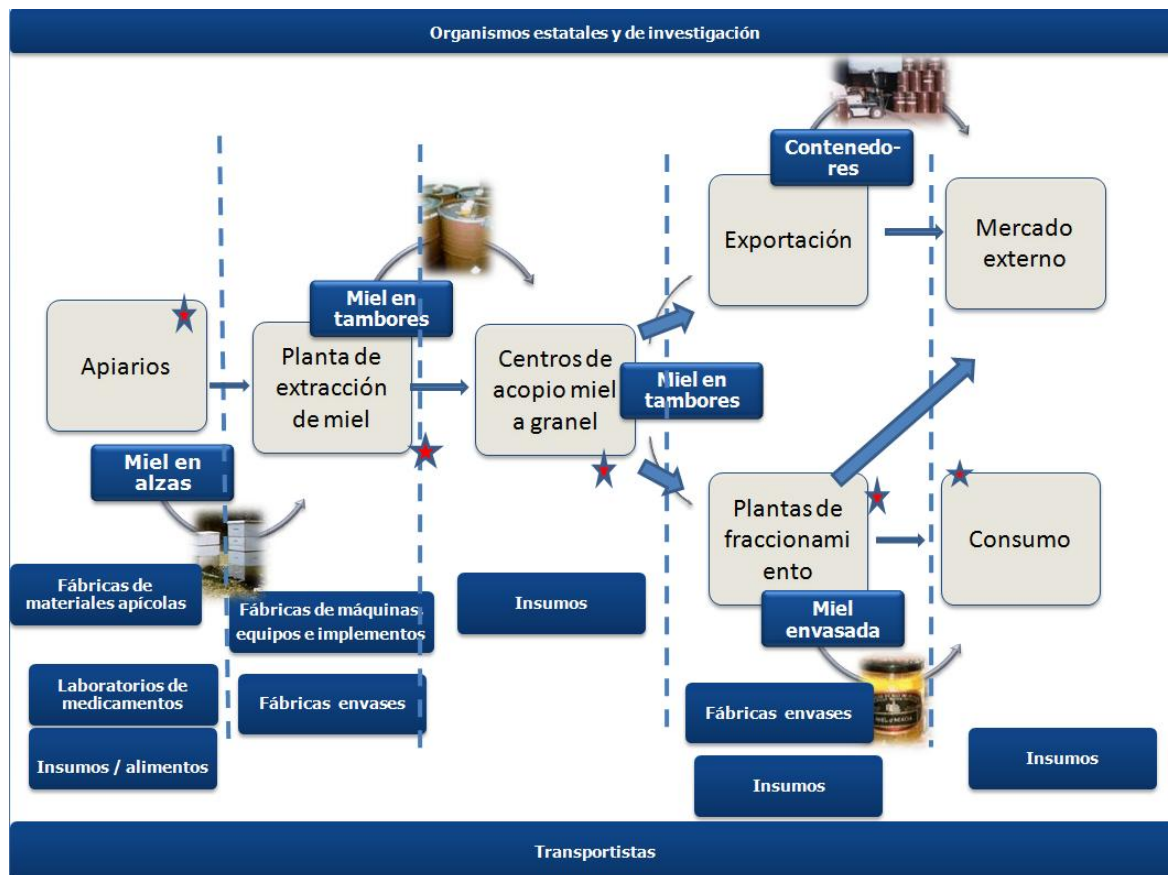 Organismos estatales y de investigación
Contenedo-
res
Exportación
Mercado
externo
Miel en
tambores
Apiarios
Planta de
extracción
de miel
Centros de
acopio miel
a granel
Miel en
tambores
Miel en
alzas
Plantas de
fraccionami
ento
Consumo
Miel
envasada
Fábricas de
materiales apícolas
Fábricas de máquinas,
equipos e implementos
Insumos
Laboratorios de
medicamentos
Fábricas envases
Fábricas envases
Insumos / alimentos
Insumos
Insumos
Transportistas